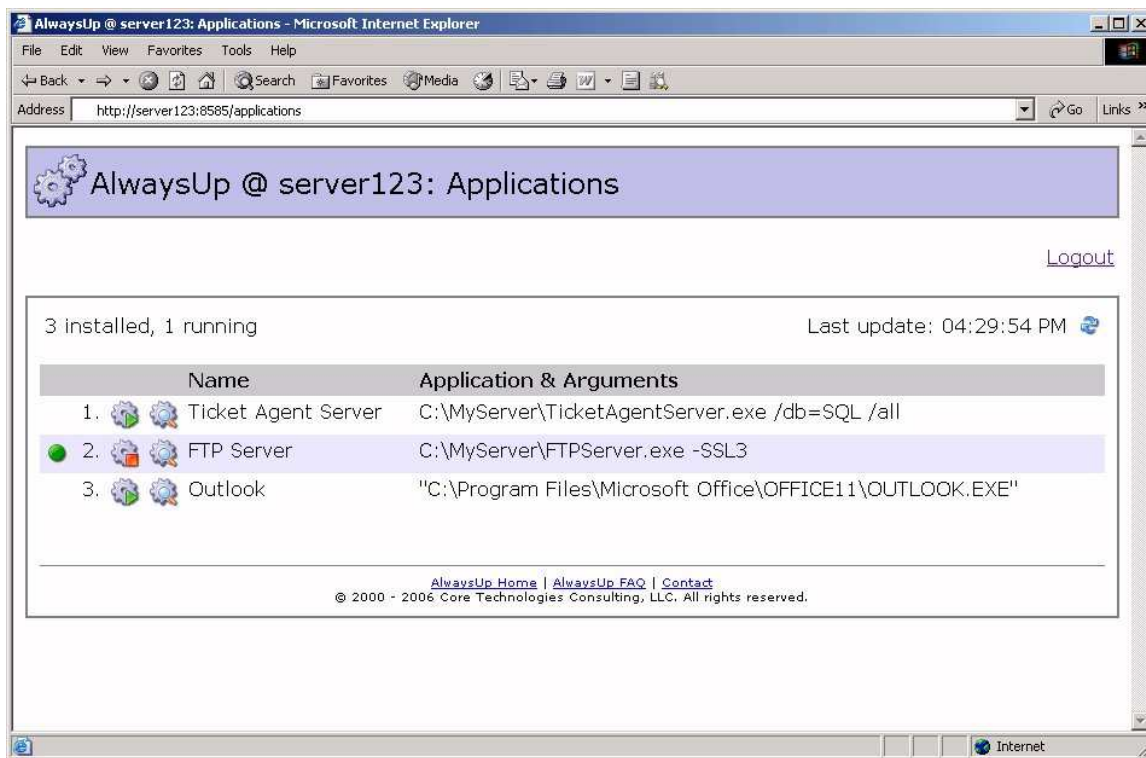 AlwaysUp @ server123: Applications - Microsoft Internet Explorer
File Edit View Favorites Tools Help
Back Search Favorites Media
Address http://server123:8585/applications Go Links »
AlwaysUp @ server123: Applications
Logout
3 installed, 1 running Last update: 04:29:54 PM
Name Application & Arguments
1. Ticket Agent Server C:\MyServer\TicketAgentServer.exe /db=SQL /all
2. FTP Server C:\MyServer\FTPServer.exe -SSL3
3. Outlook "C:\Program Files\Microsoft Office\OFFICE11\OUTLOOK.EXE"
AlwaysUp Home | AlwaysUp FAQ | Contact
© 2000 - 2006 Core Technologies Consulting, LLC. All rights reserved.
Internet